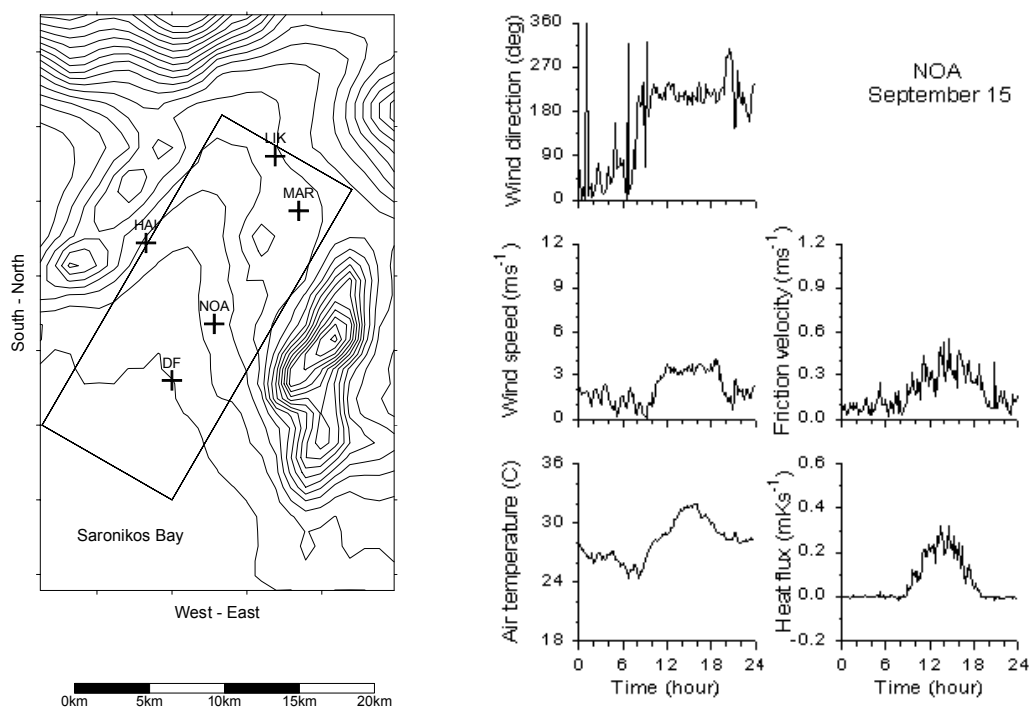 LIK
MAR
HAI
NOA
DF
Saronikos Bay
South - North
West - East
0km 5km 10km 15km 20km
NOA
September 15
Wind direction (deg)
360
270
180
90
0
Wind speed (ms-1)
12
9
6
3
0
Friction velocity (ms-1)
1.2
0.9
0.6
0.3
0.0
Air temperature (C)
36
30
24
18
0 6 12 18 24
Time (hour)
Heat flux (mKs-1)
0.6
0.4
0.2
0.0
-0.2
0 6 12 18 24
Time (hour)